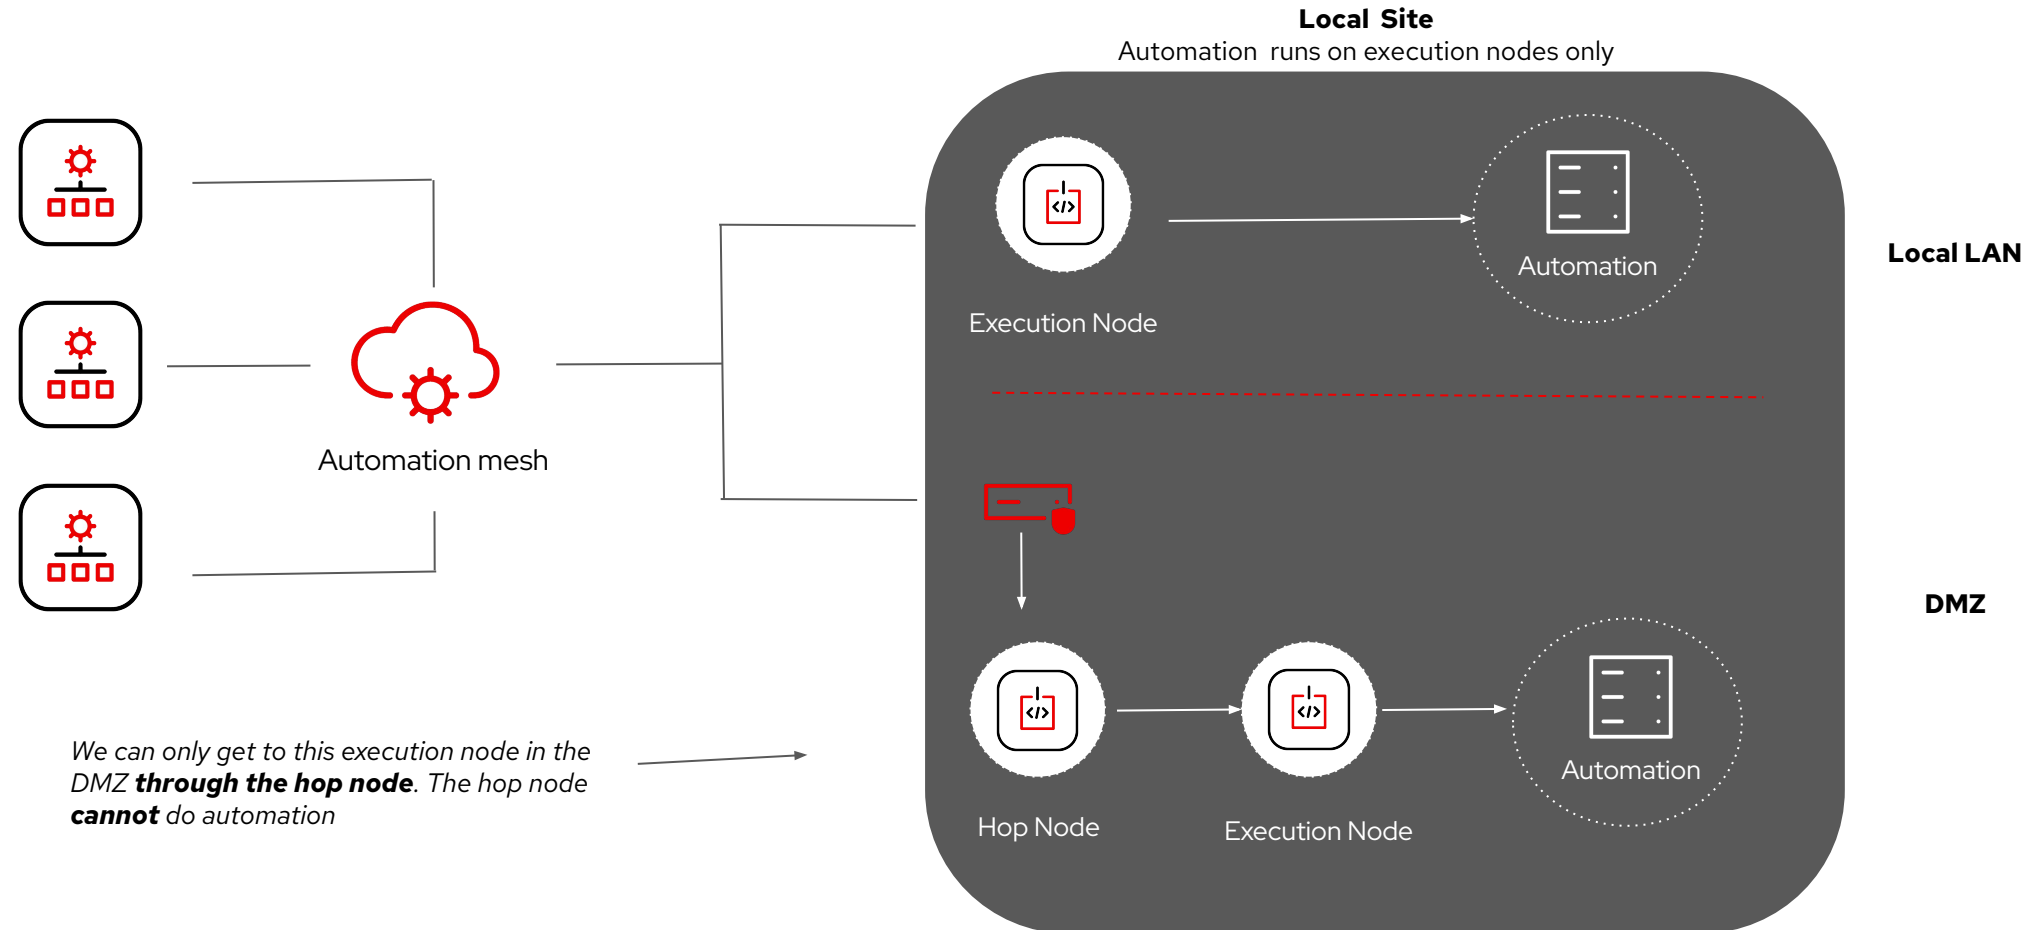 Local Site
Automation runs on execution nodes only
Execution Node
Automation
Local LAN
Automation mesh
DMZ
We can only get to this execution node in the
DMZ through the hop node. The hop node
cannot do automation
Hop Node
Execution Node
Automation